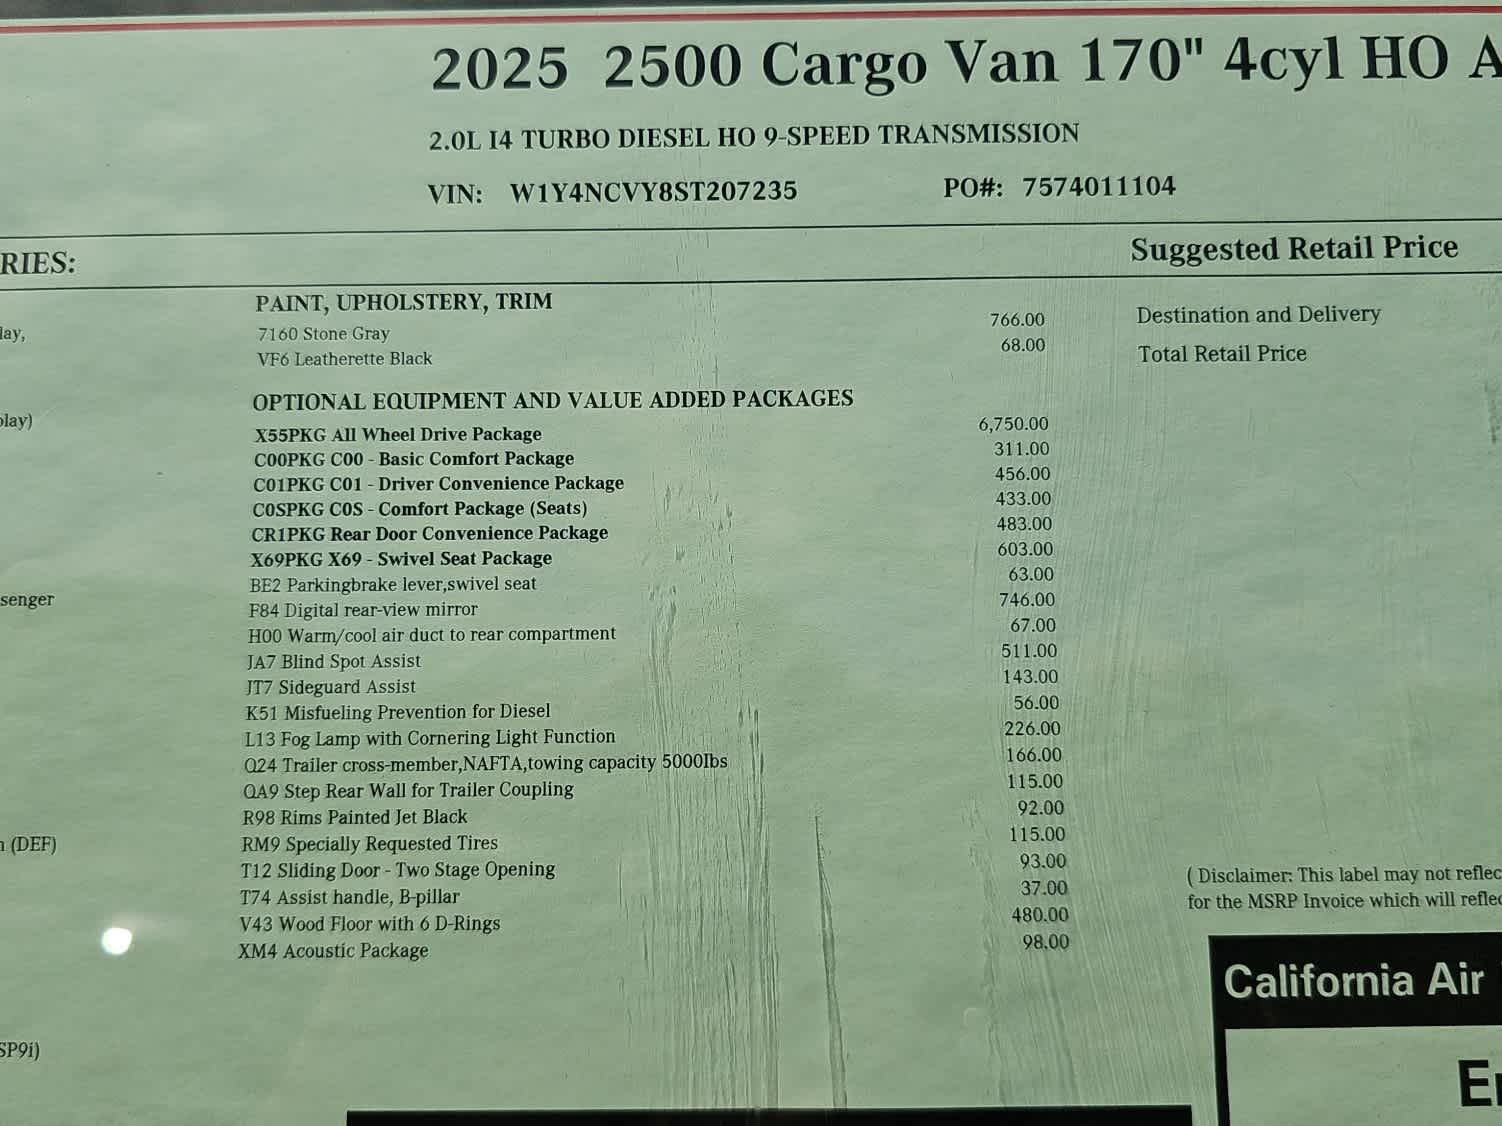 2025 2500 Cargo Van 170" 4cyl HO A
2.0L I4 TURBO DIESEL HO 9-SPEED TRANSMISSION
VIN: W1Y4NCVY8ST207235 PO#: 7574011104
RIES:
Suggested Retail Price
PAINT, UPHOLSTERY, TRIM
7160 Stone Gray 766.00
VF6 Leatherette Black 68.00
Destination and Delivery
Total Retail Price
lay,
OPTIONAL EQUIPMENT AND VALUE ADDED PACKAGES
play)
X55PKG All Wheel Drive Package 6,750.00
C00PKG C00 - Basic Comfort Package 311.00
C01PKG C01 - Driver Convenience Package 456.00
C0SPKG C0S - Comfort Package (Seats) 433.00
CR1PKG Rear Door Convenience Package 483.00
X69PKG X69 - Swivel Seat Package 603.00
BE2 Parkingbrake lever,swivel seat 63.00
senger
F84 Digital rear-view mirror 746.00
H00 Warm/cool air duct to rear compartment 67.00
JA7 Blind Spot Assist 511.00
JT7 Sideguard Assist 143.00
K51 Misfueling Prevention for Diesel 56.00
L13 Fog Lamp with Cornering Light Function 226.00
Q24 Trailer cross-member,NAFTA,towing capacity 5000lbs 166.00
QA9 Step Rear Wall for Trailer Coupling 115.00
R98 Rims Painted Jet Black 92.00
n (DEF)
RM9 Specially Requested Tires 115.00
T12 Sliding Door - Two Stage Opening 93.00
T74 Assist handle, B-pillar 37.00
V43 Wood Floor with 6 D-Rings 480.00
XM4 Acoustic Package 98.00
( Disclaimer: This label may not reflec
for the MSRP Invoice which will refle
California Air
SP9i)
En